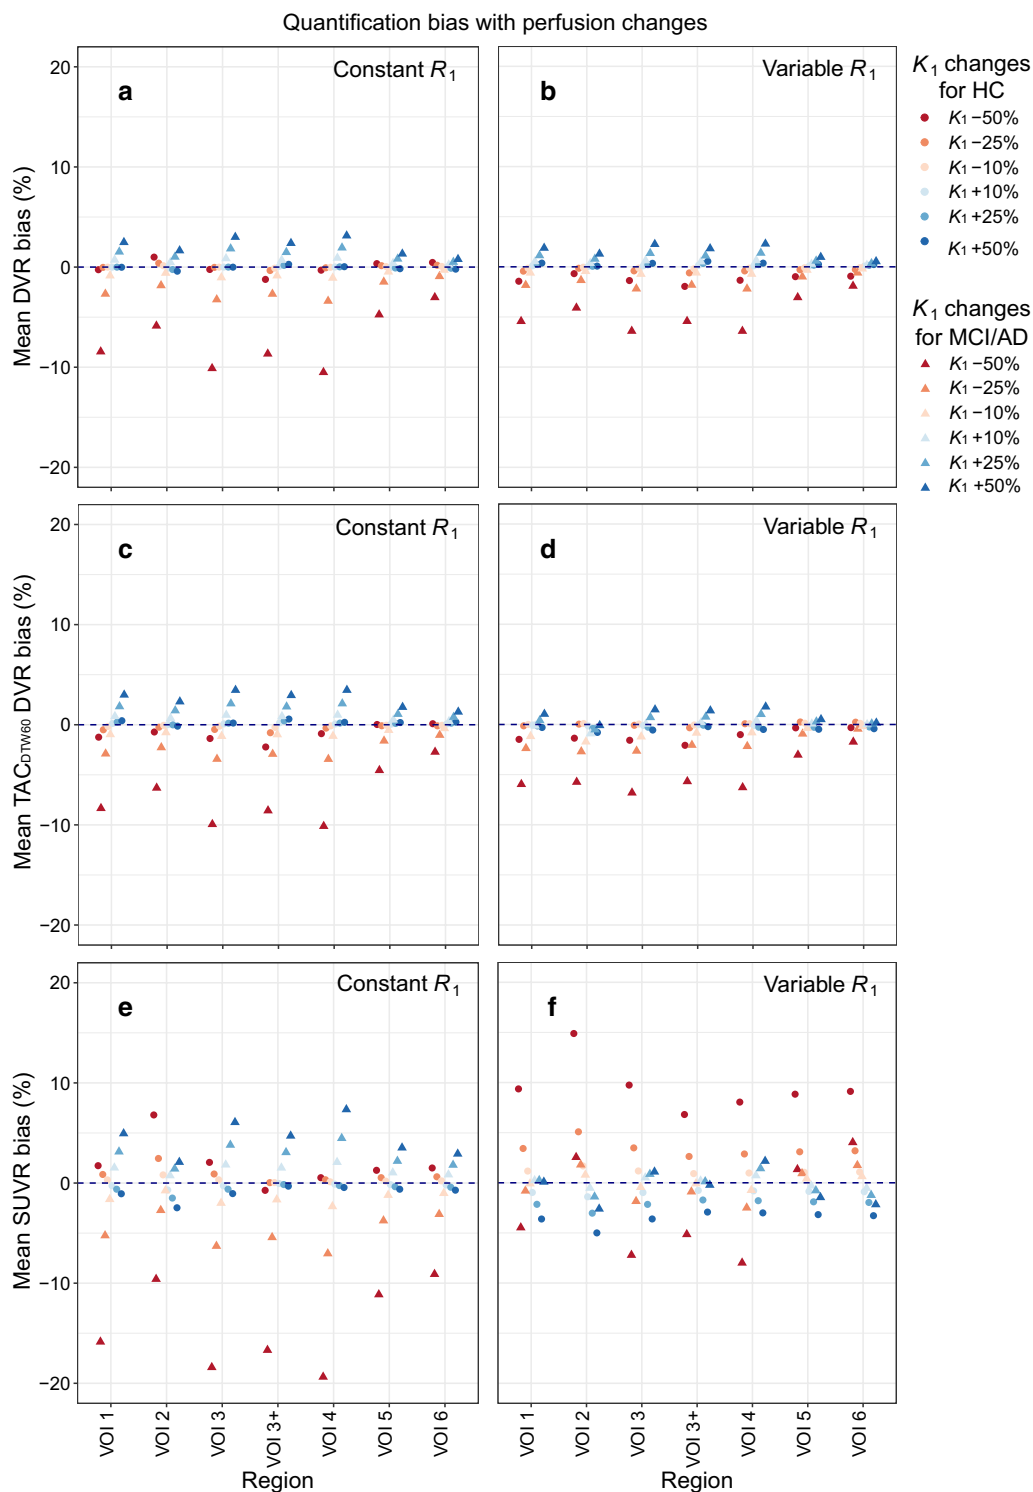 Quantification bias with perfusion changes
a
Constant R1
b
Variable R1
Mean DVR bias (%)
20
10
0
−10
−20
K1 changes
for HC
K1 −50%
K1 −25%
K1 −10%
K1 +10%
K1 +25%
K1 +50%
K1 changes
for MCI/AD
K1 −50%
K1 −25%
K1 −10%
K1 +10%
K1 +25%
K1 +50%
c
Constant R1
d
Variable R1
Mean TACDTW60 DVR bias (%)
20
10
0
−10
−20
e
Constant R1
f
Variable R1
Mean SUVR bias (%)
20
10
0
−10
−20
VOI 1
VOI 2
VOI 3
VOI 3+
VOI 4
VOI 5
VOI 6
Region
VOI 1
VOI 2
VOI 3
VOI 3+
VOI 4
VOI 5
VOI 6
Region